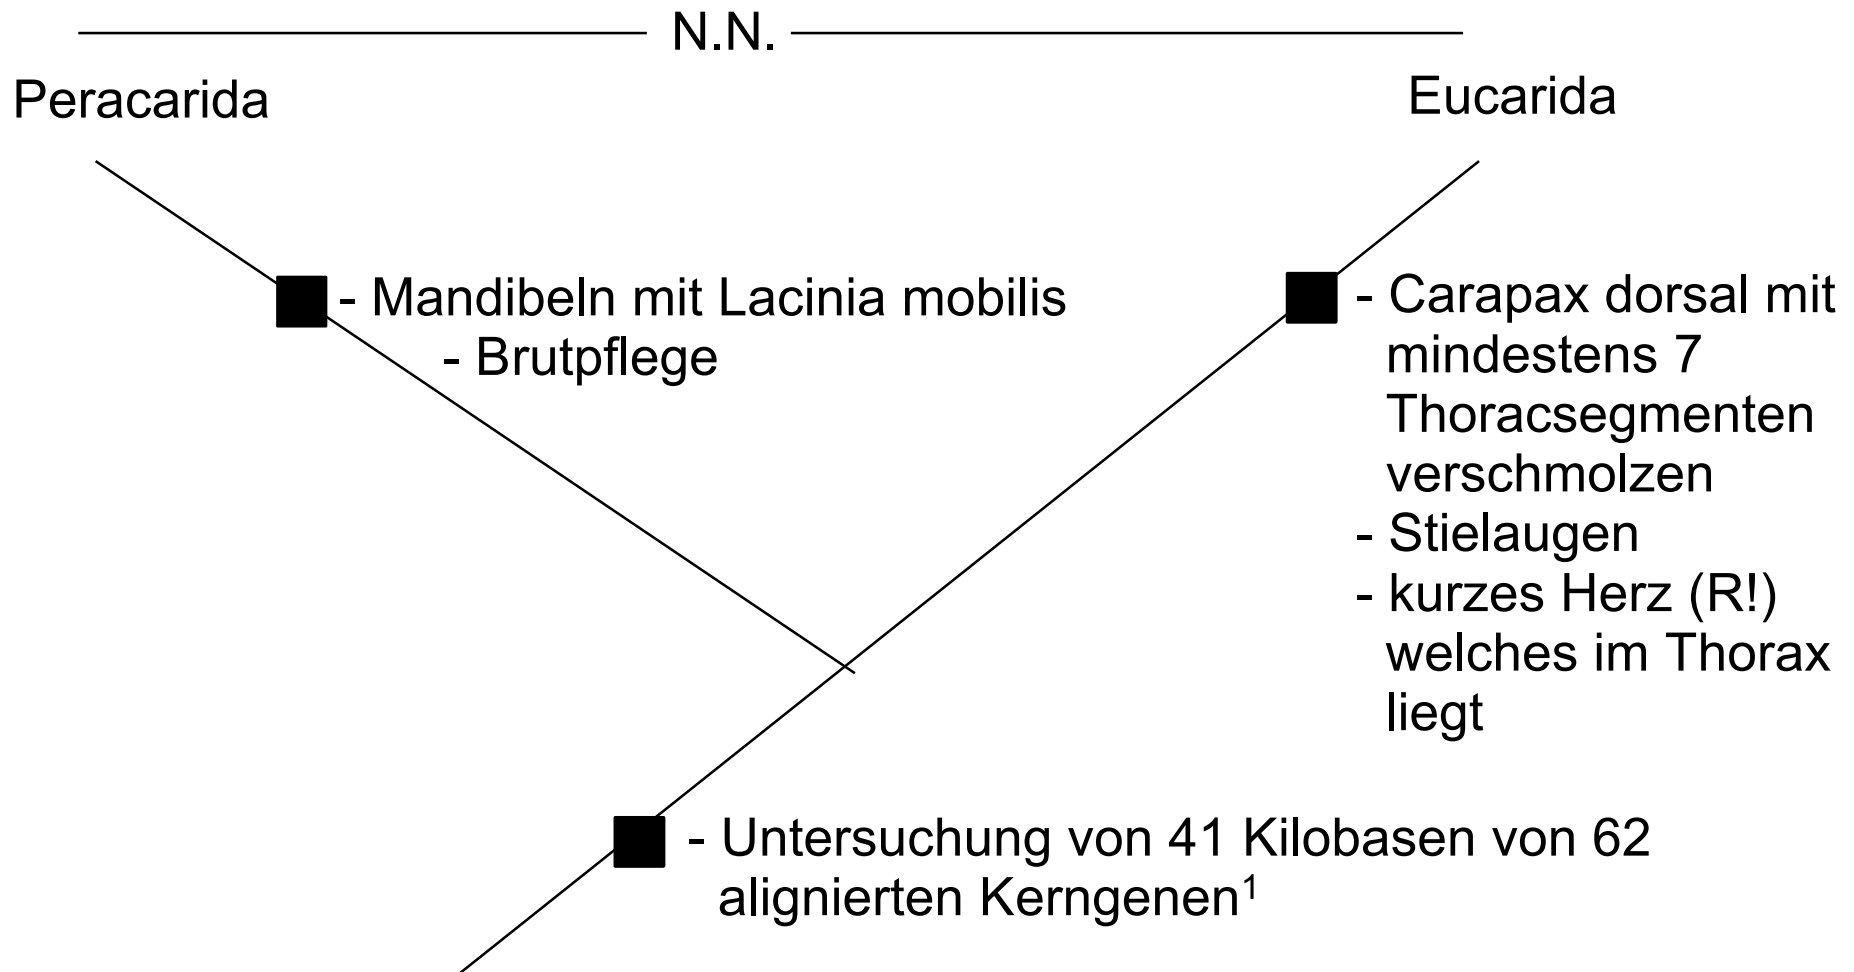 N.N.
Peracarida
Eucarida
- Mandibeln mit Lacinia mobilis
- Brutpflege
- Carapax dorsal mit
mindestens 7
Thoracsegmenten
verschmolzen
- Stielaugen
- kurzes Herz (R!)
welches im Thorax
liegt
- Untersuchung von 41 Kilobasen von 62
alignierten Kerngenen¹